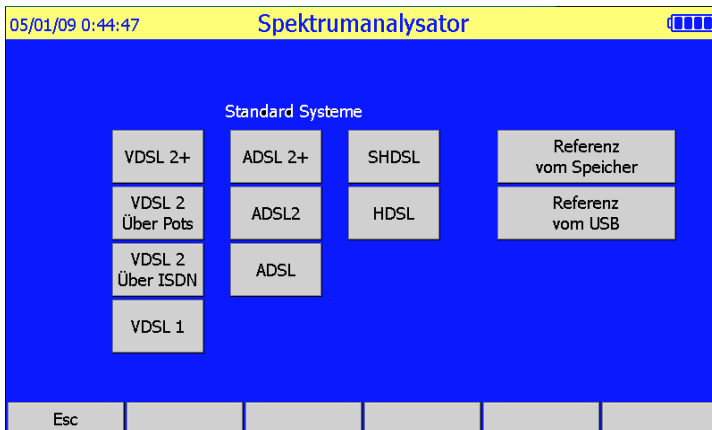 05/01/09 0:44:47
Spektrumanalysator
Standard Systeme
VDSL 2+
ADSL 2+
SHDSL
Referenz
vom Speicher
VDSL 2
Über Pots
ADSL2
HDSL
Referenz
vom USB
VDSL 2
Über ISDN
ADSL
VDSL 1
Esc